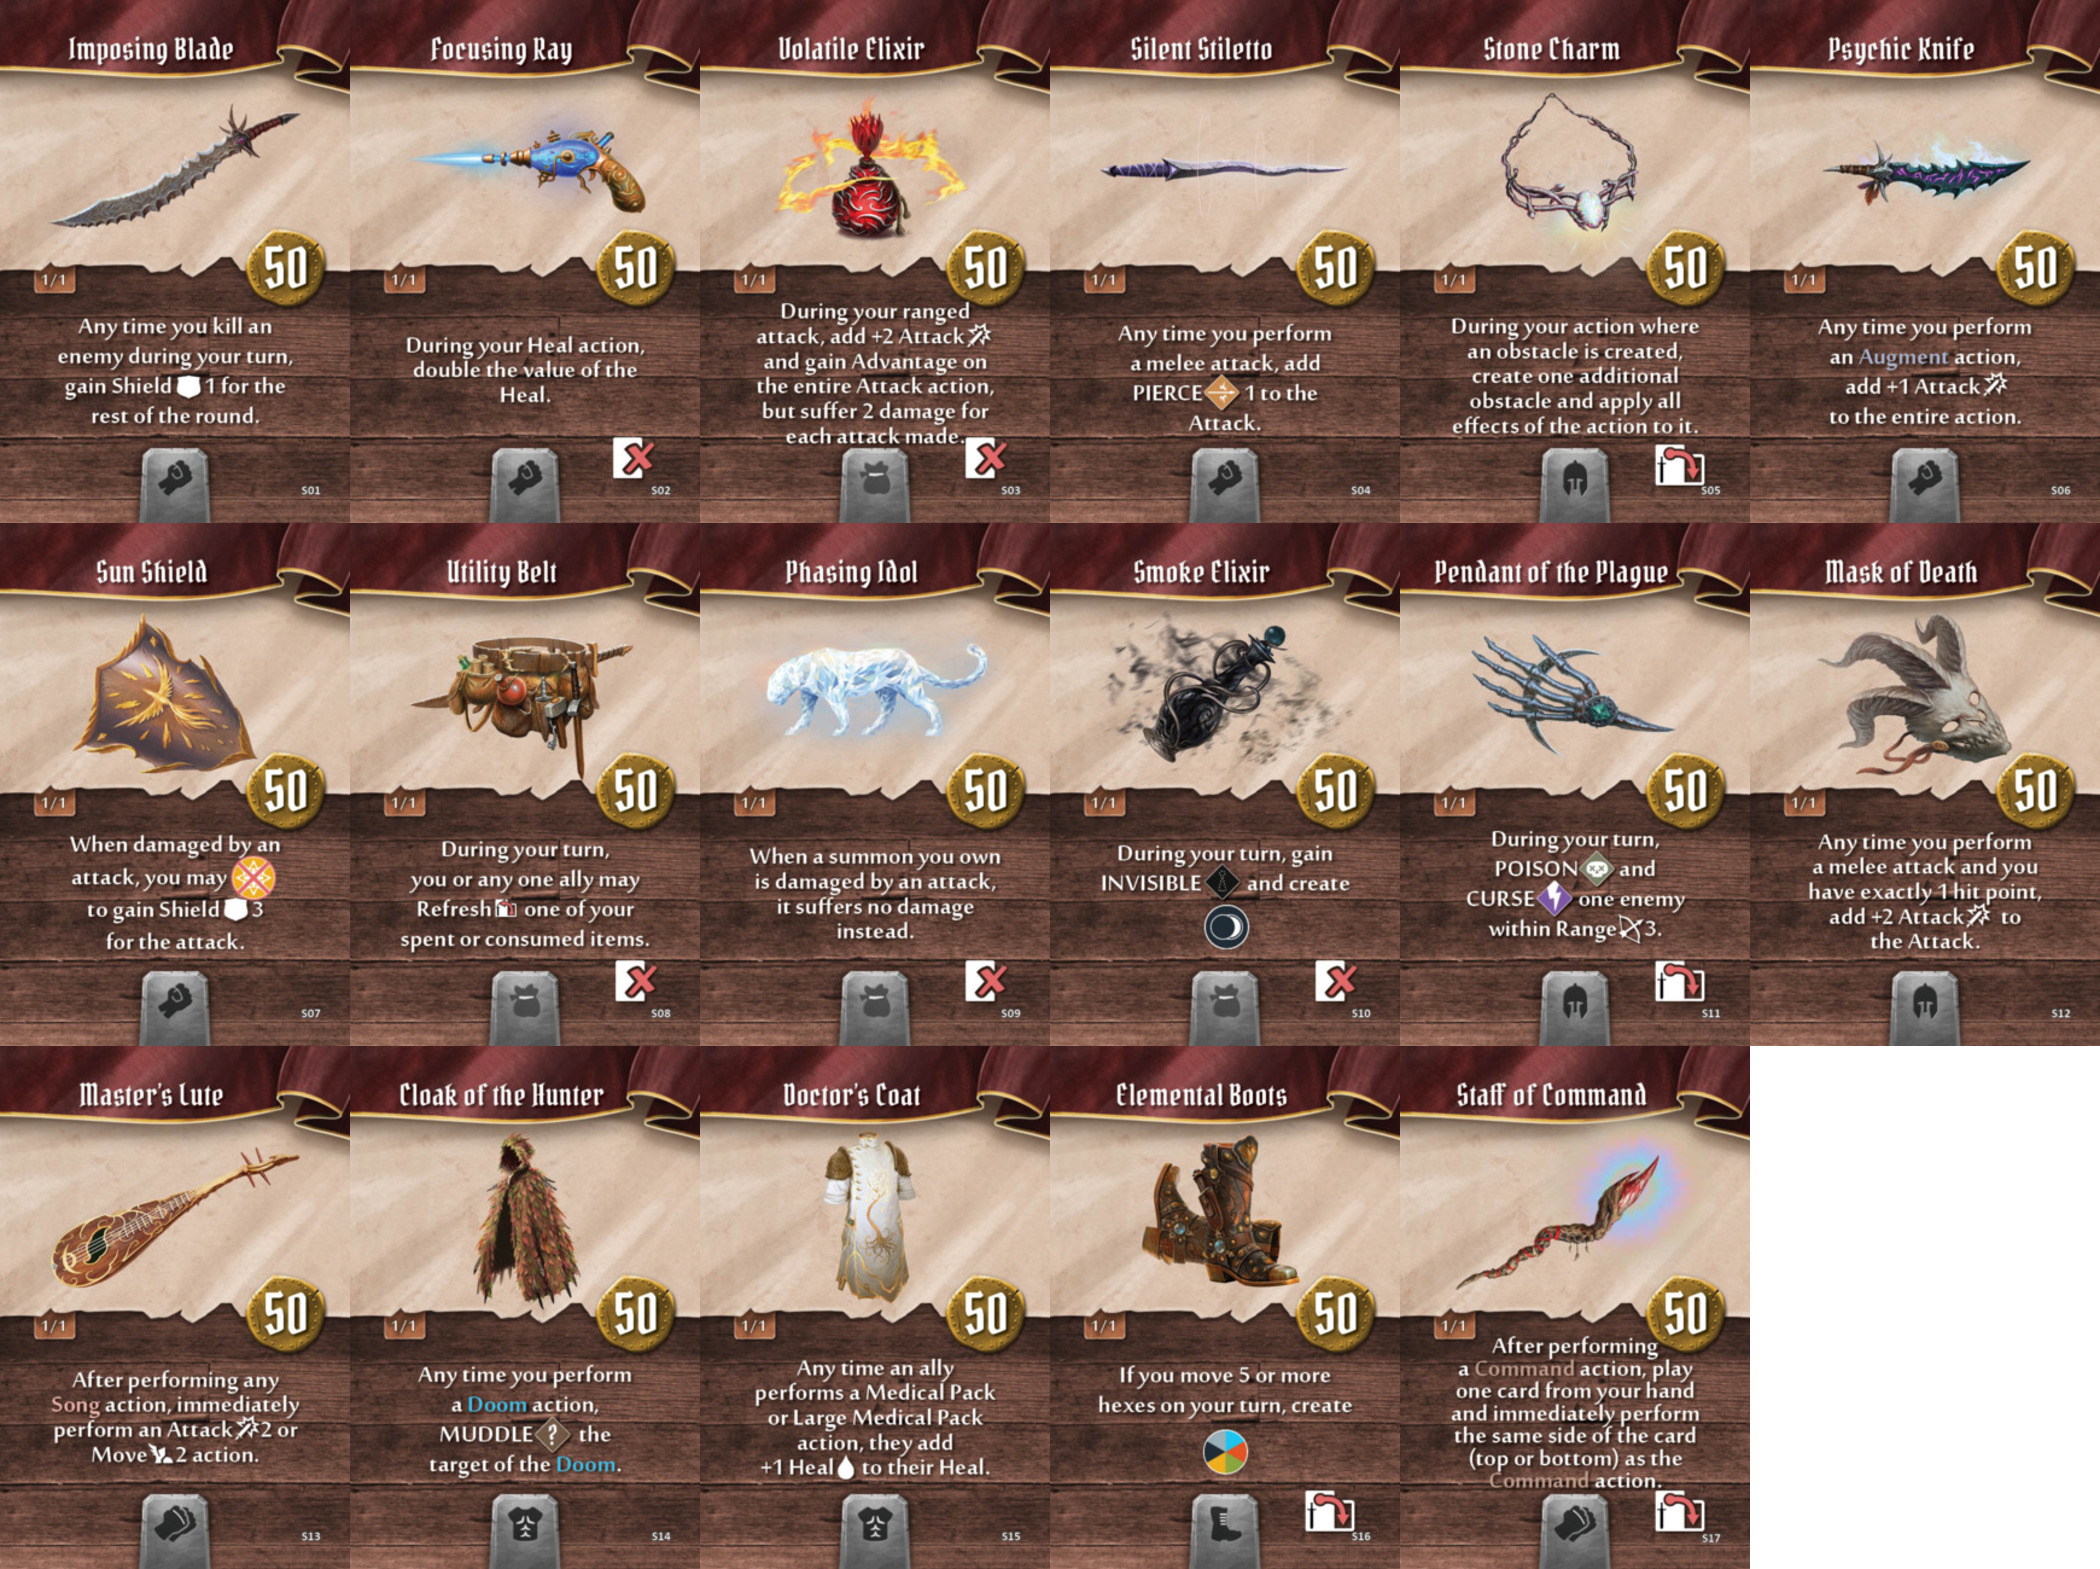 Imposing Blade
50
1/1
Any time you kill an
enemy during your turn,
gain Shield 1 for the
rest of the round.
S01
Focusing Ray
50
1/1
During your Heal action,
double the value of the
Heal.
S02
Volatile Elixir
50
1/1
During your ranged
attack, add +2 Attack
and gain Advantage on
the entire Attack action,
but suffer 2 damage for
each attack made.
S03
Silent Stiletto
50
1/1
Any time you perform
a melee attack, add
PIERCE 1 to the
Attack.
S04
Stone Charm
50
1/1
During your action where
an obstacle is created,
create one additional
obstacle and apply all
effects of the action to it.
S05
Psychic Knife
50
1/1
Any time you perform
an Augment action,
add +1 Attack
to the entire action.
S06
Sun Shield
50
1/1
When damaged by an
attack, you may
to gain Shield 3
for the attack.
S07
Utility Belt
50
1/1
During your turn,
you or any one ally may
Refresh one of your
spent or consumed items.
S08
Phasing Idol
50
1/1
When a summon you own
is damaged by an attack,
it suffers no damage
instead.
S09
Smoke Elixir
50
1/1
During your turn, gain
INVISIBLE and create
S10
Pendant of the Plague
50
1/1
During your turn,
POISON and
CURSE one enemy
within Range 3.
S11
Mask of Death
50
1/1
Any time you perform
a melee attack and you
have exactly 1 hit point,
add +2 Attack to
the Attack.
S12
Master's Lute
50
1/1
After performing any
Song action, immediately
perform an Attack 2 or
Move 2 action.
S13
Cloak of the Hunter
50
1/1
Any time you perform
a Doom action,
MUDDLE ? the
target of the Doom.
S14
Doctor's Coat
50
1/1
Any time an ally
performs a Medical Pack
or Large Medical Pack
action, they add
+1 Heal to their Heal.
S15
Elemental Boots
50
1/1
If you move 5 or more
hexes on your turn, create
S16
Staff of Command
50
1/1
After performing
a Command action, play
one card from your hand
and immediately perform
the same side of the card
(top or bottom) as the
Command action.
S17